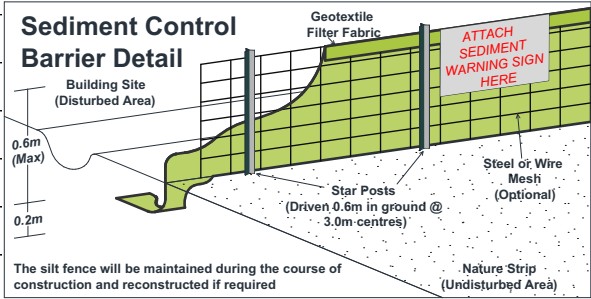 Sediment Control
Barrier Detail
Geotextile
Filter Fabric
ATTACH
SEDIMENT
WARNING SIGN
HERE
Building Site
(Disturbed Area)
0.6m
(Max)
0.2m
Steel or Wire
Mesh
(Optional)
Star Posts
(Driven 0.6m in ground @
3.0m centres)
The silt fence will be maintained during the course of
construction and reconstructed if required
Nature Strip
(Undisturbed Area)